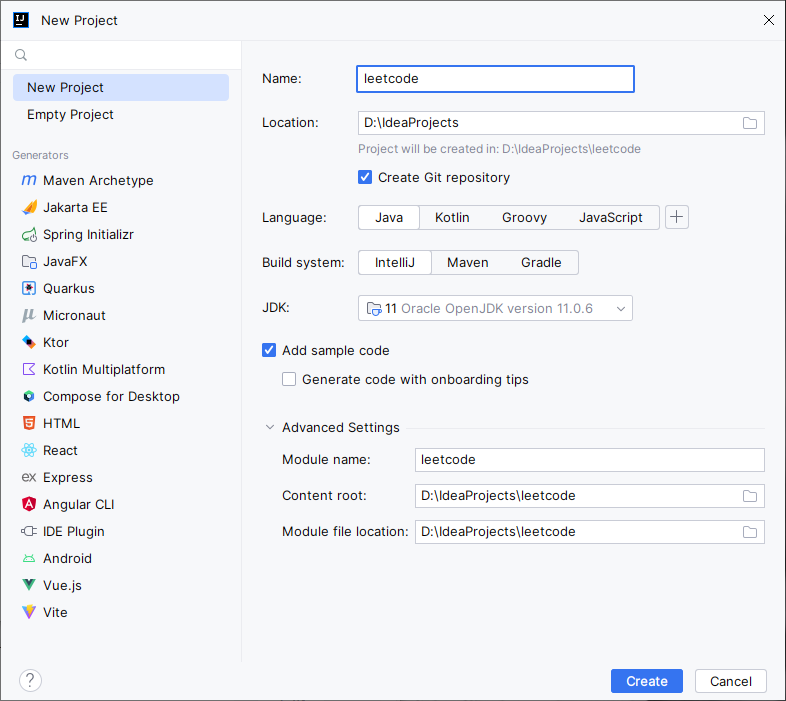 New Project
New Project
Empty Project
Generators
Maven Archetype
Jakarta EE
Spring Initializr
JavaFX
Quarkus
Micronaut
Ktor
Kotlin Multiplatform
Compose for Desktop
HTML
React
Express
Angular CLI
IDE Plugin
Android
Vue.js
Vite
Name: leetcode
Location: D:\IdeaProjects
Project will be created in: D:\IdeaProjects\leetcode
Create Git repository
Language: Java Kotlin Groovy JavaScript
Build system: IntelliJ Maven Gradle
JDK: 11 Oracle OpenJDK version 11.0.6
Add sample code
Generate code with onboarding tips
Advanced Settings
Module name: leetcode
Content root: D:\IdeaProjects\leetcode
Module file location: D:\IdeaProjects\leetcode
? Create Cancel